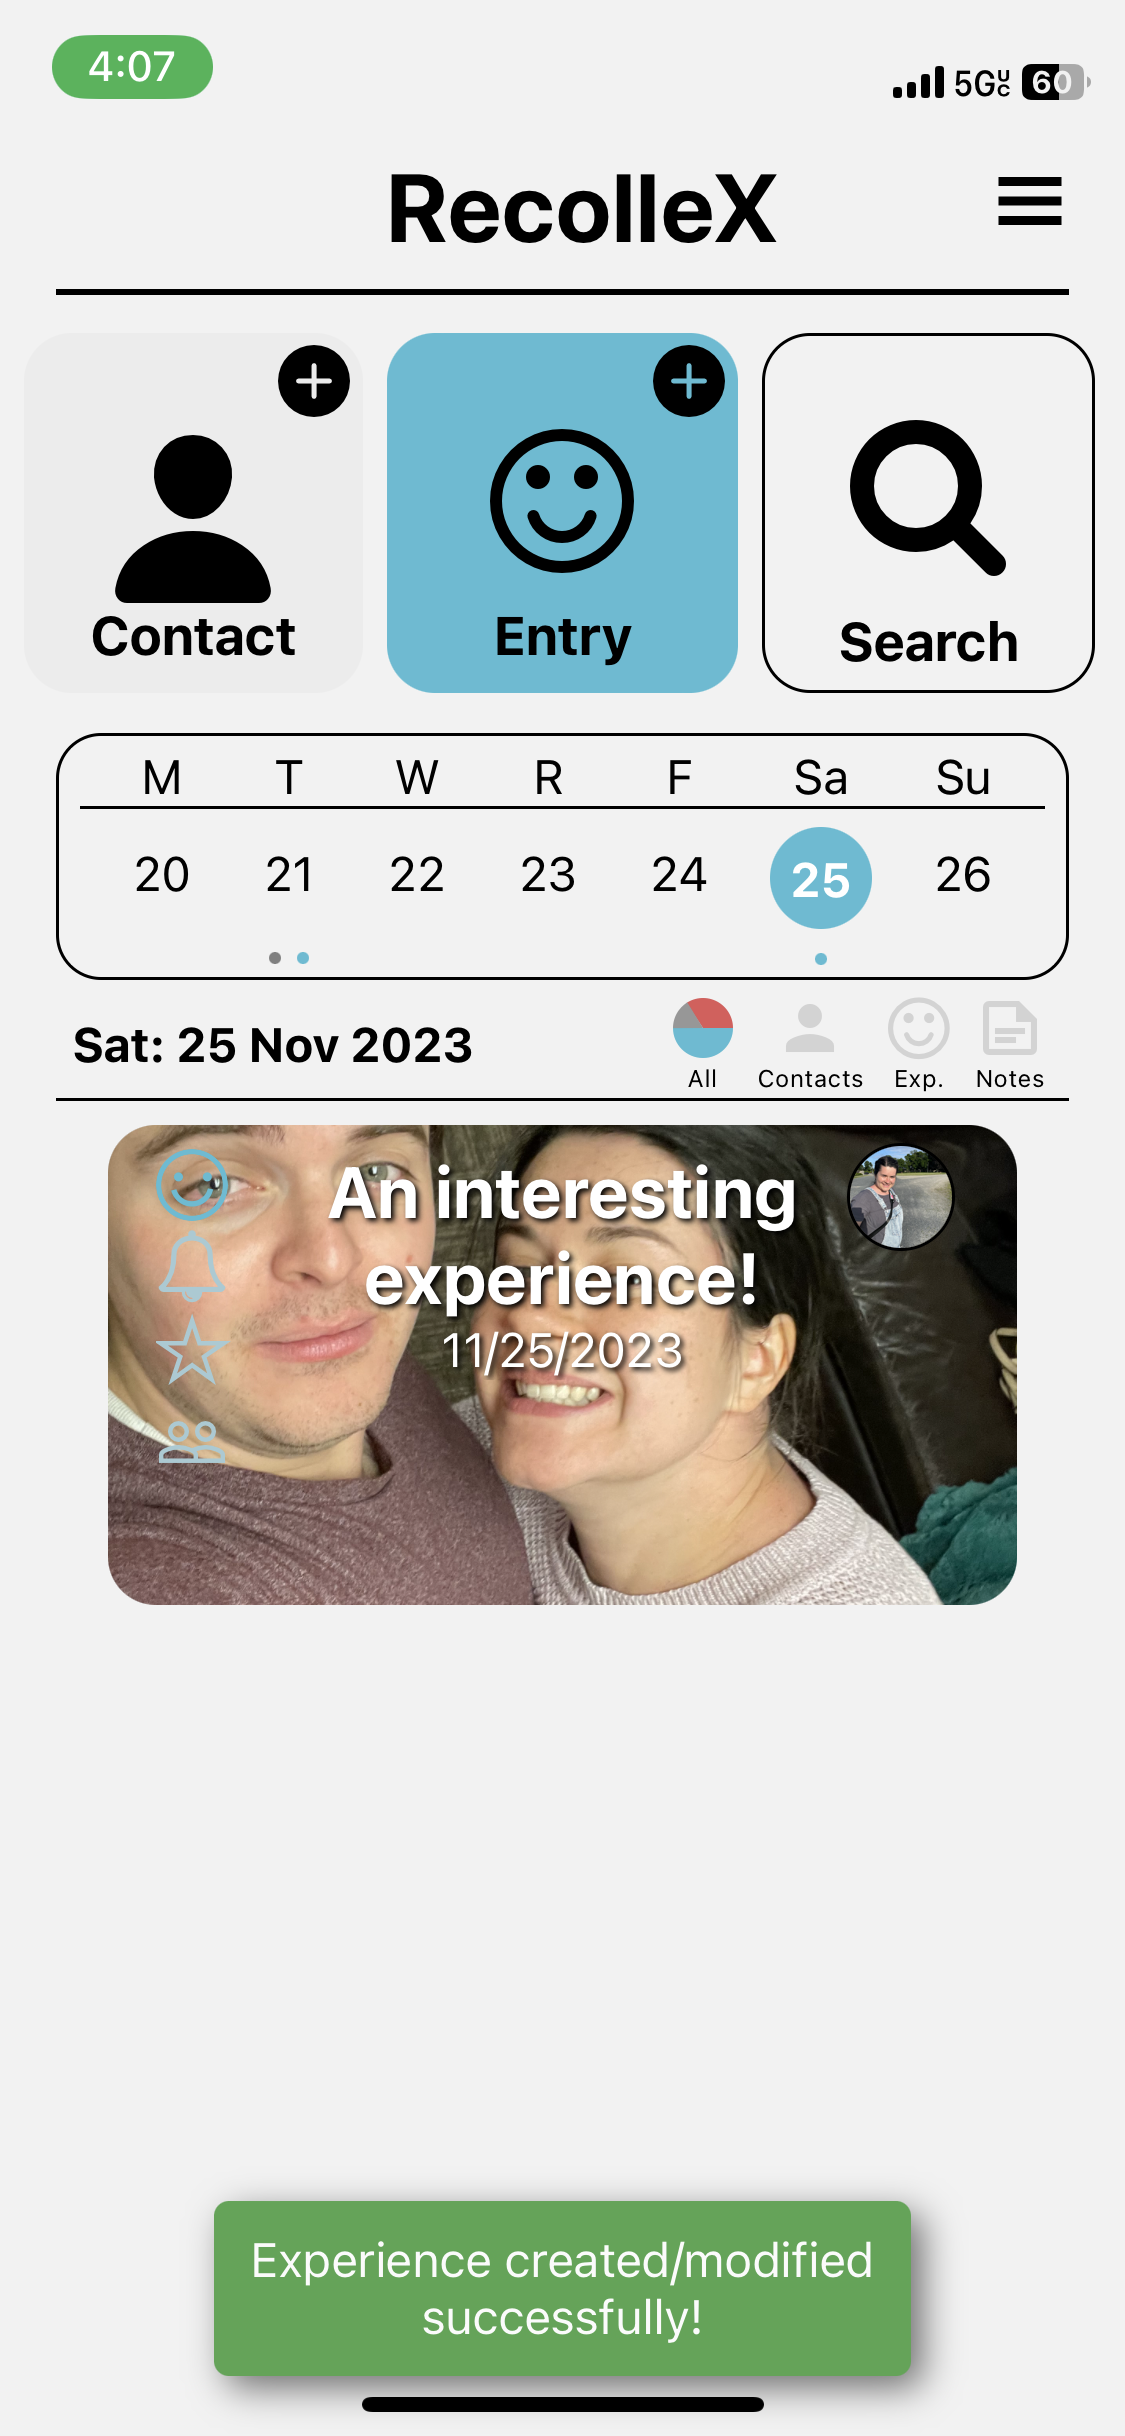 4:07
5G UC
60
RecolleX
Contact
Entry
Search
M T W R F Sa Su
20 21 22 23 24 25 26
Sat: 25 Nov 2023
All Contacts Exp. Notes
An interesting
experience!
11/25/2023
Experience created/modified
successfully!